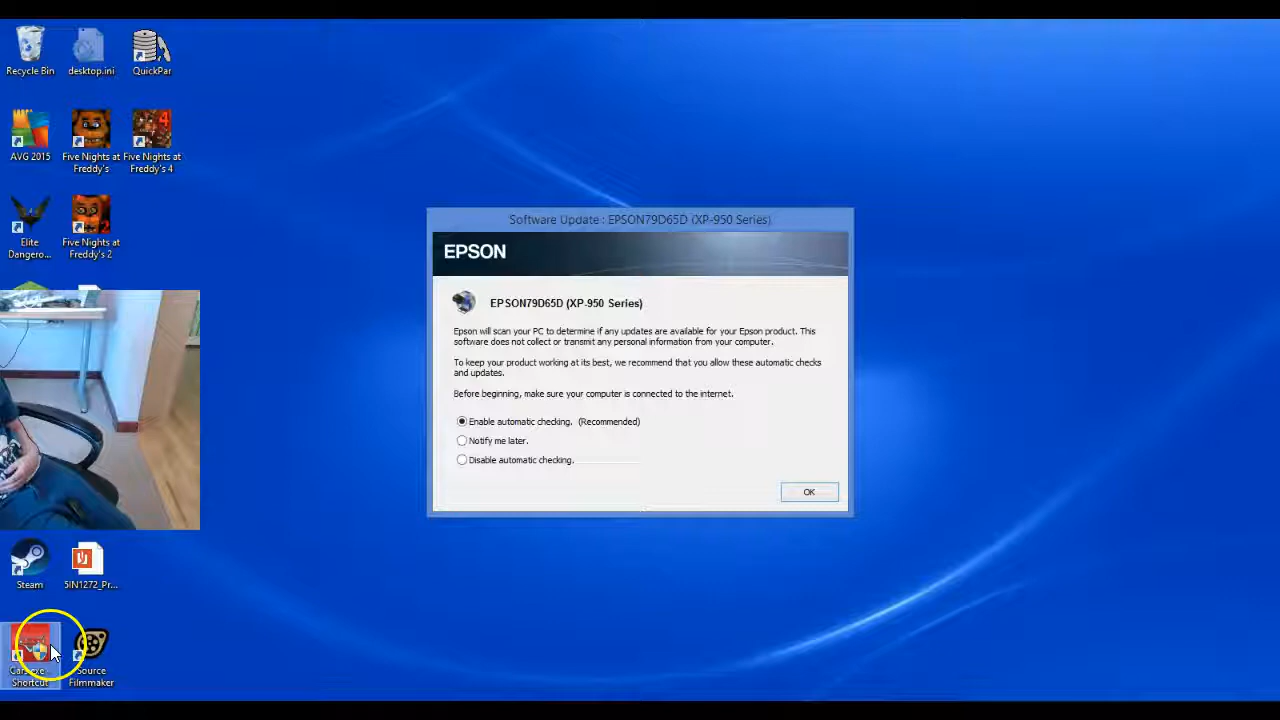 Recycle Bin
desktop.ini
QuickPar
AVG 2015
Five Nights at
Freddy's
Five Nights at
Freddy's 4
4
Elite
Dangero...
Five Nights at
Freddy's 2
2
Software Update : EPSON79D65D (XP-950 Series)
EPSON
EPSON79D65D (XP-950 Series)
Epson will scan your PC to determine if any updates are available for your Epson product. This
software does not collect or transmit any personal information from your computer.
To keep your product working at its best, we recommend that you allow these automatic checks
and updates.
Before beginning, make sure your computer is connected to the internet.
Enable automatic checking. (Recommended)
Notify me later.
Disable automatic checking.
OK
Steam
5IN1272_Pr...
Cars.exe -
Shortcut
Source
Filmmaker